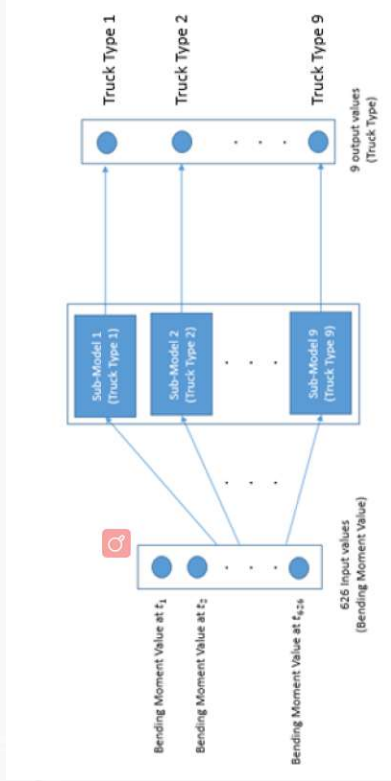 Bending Moment Value at t₁
Bending Moment Value at t₂
Bending Moment Value at t₆₂₆
626 Input values
(Bending Moment Value)
Sub-Model 1
(Truck Type 1)
Sub-Model 2
(Truck Type 2)
Sub-Model 9
(Truck Type 9)
Truck Type 1
Truck Type 2
Truck Type 9
9 output values
(Truck Type)